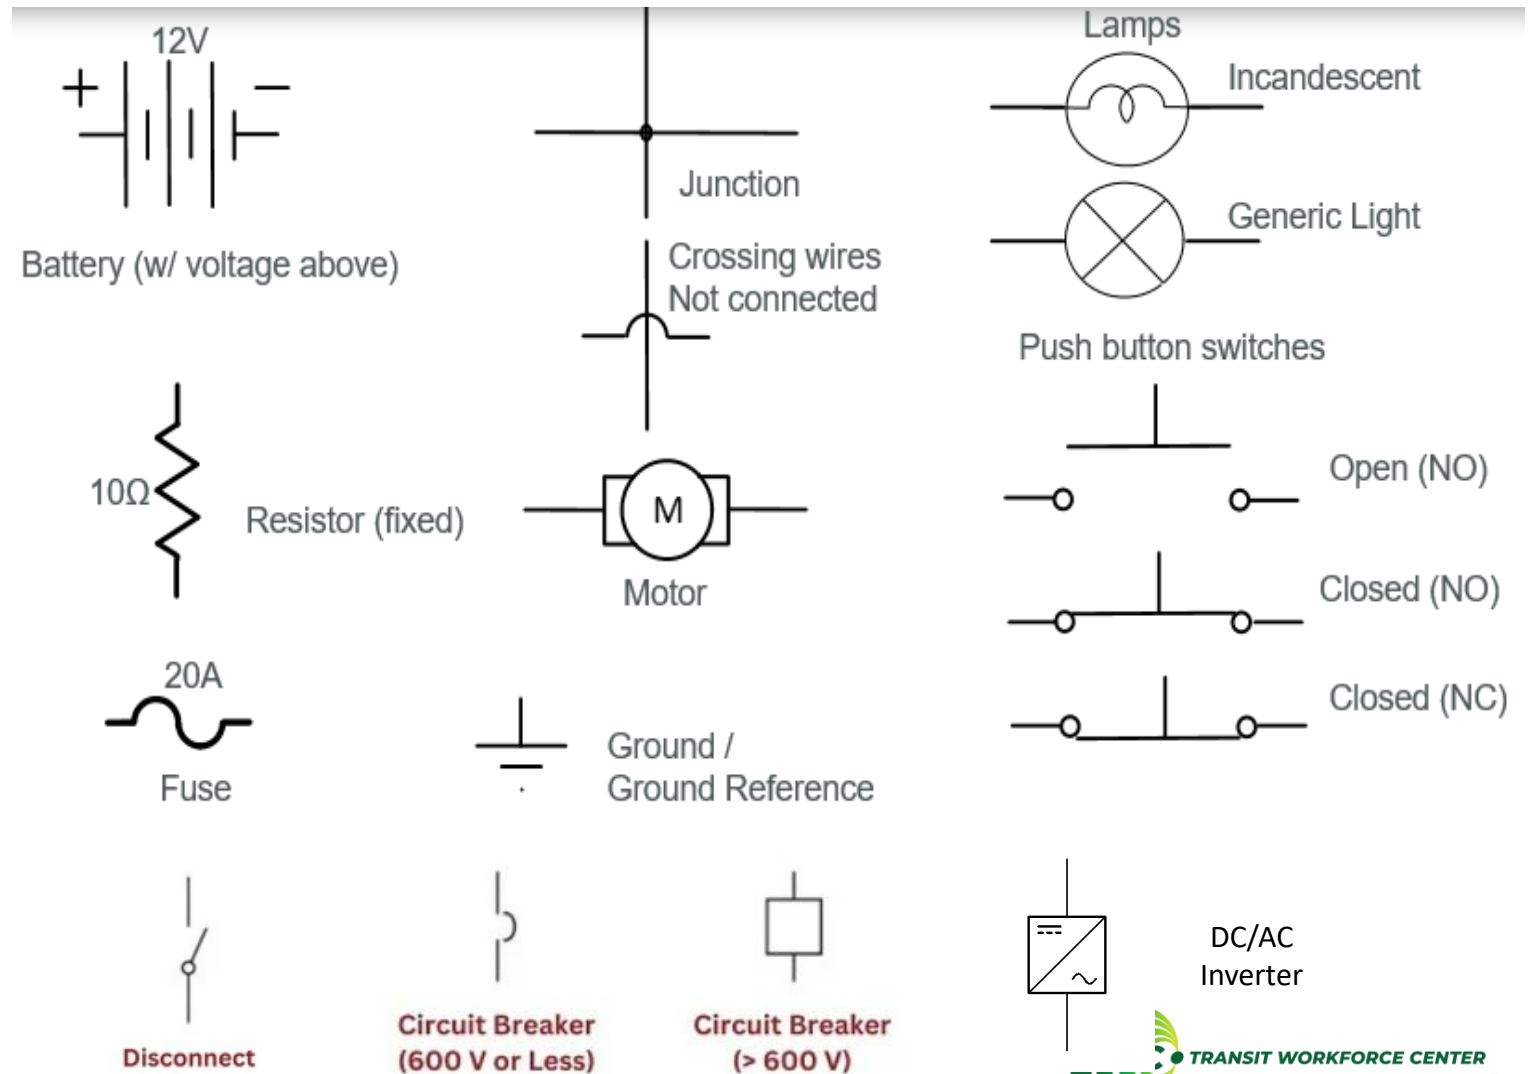 12V
+ −
Battery (w/ voltage above)
Junction
Crossing wires
Not connected
Lamps
Incandescent
Generic Light
Push button switches
Open (NO)
Closed (NO)
Closed (NC)
10Ω
Resistor (fixed)
M
Motor
20A
Fuse
Ground /
Ground Reference
Disconnect
Circuit Breaker
(600 V or Less)
Circuit Breaker
(> 600 V)
DC/AC
Inverter
TRANSIT WORKFORCE CENTER